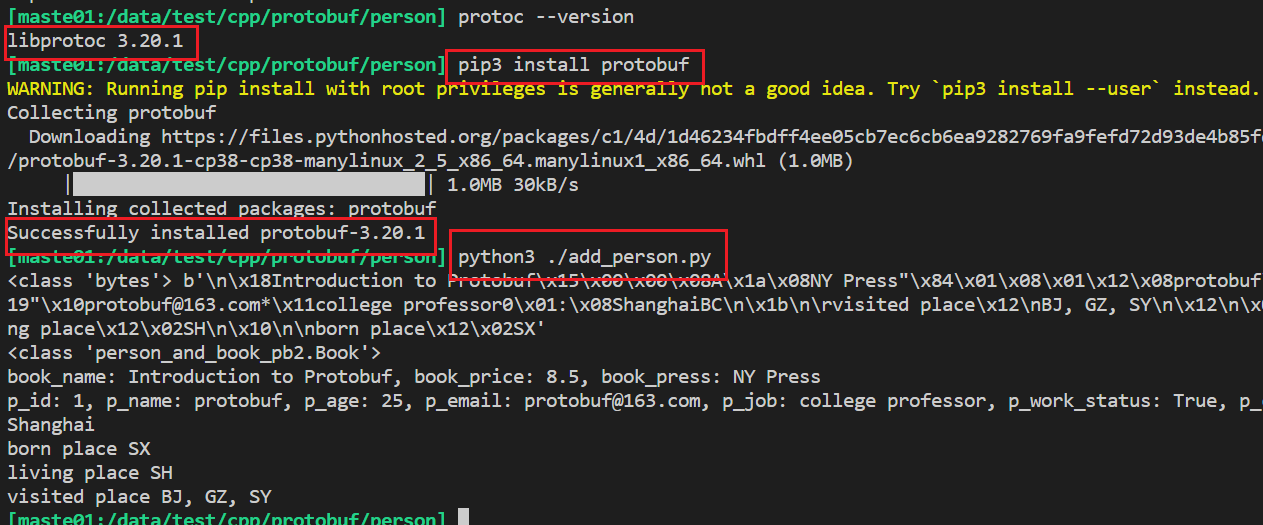 [maste01:/data/test/cpp/protobuf/person] protoc --version
libprotoc 3.20.1
[maste01:/data/test/cpp/protobuf/person] pip3 install protobuf
WARNING: Running pip install with root privileges is generally not a good idea. Try `pip3 install --user` instead.
Collecting protobuf
  Downloading https://files.pythonhosted.org/packages/c1/4d/1d46234fbdff4ee05cb7ec6cb6ea9282769fa9fefd72d93de4b85f
/protobuf-3.20.1-cp38-cp38-manylinux_2_5_x86_64.manylinux1_x86_64.whl (1.0MB)
     |████████████████████████████████| 1.0MB 30kB/s
Installing collected packages: protobuf
Successfully installed protobuf-3.20.1
[maste01:/data/test/cpp/protobuf/person] python3 ./add_person.py
<class 'bytes'> b'\n\x18Introduction to Protobuf\x15\x00\x00\x08A\x1a\x08NY Press"\x84\x01\x08\x01\x12\x08protobuf
19"\x10protobuf@163.com*\x11college professor0\x01:\x08ShanghaiBC\n\x1b\n\rvisited place\x12\nBJ, GZ, SY\n\x12\n\x
ng place\x12\x02SH\n\x10\n\nborn place\x12\x02SX'
<class 'person_and_book_pb2.Book'>
book_name: Introduction to Protobuf, book_price: 8.5, book_press: NY Press
p_id: 1, p_name: protobuf, p_age: 25, p_email: protobuf@163.com, p_job: college professor, p_work_status: True, p_
Shanghai
born place SX
living place SH
visited place BJ, GZ, SY
[maste01:/data/test/cpp/protobuf/person]